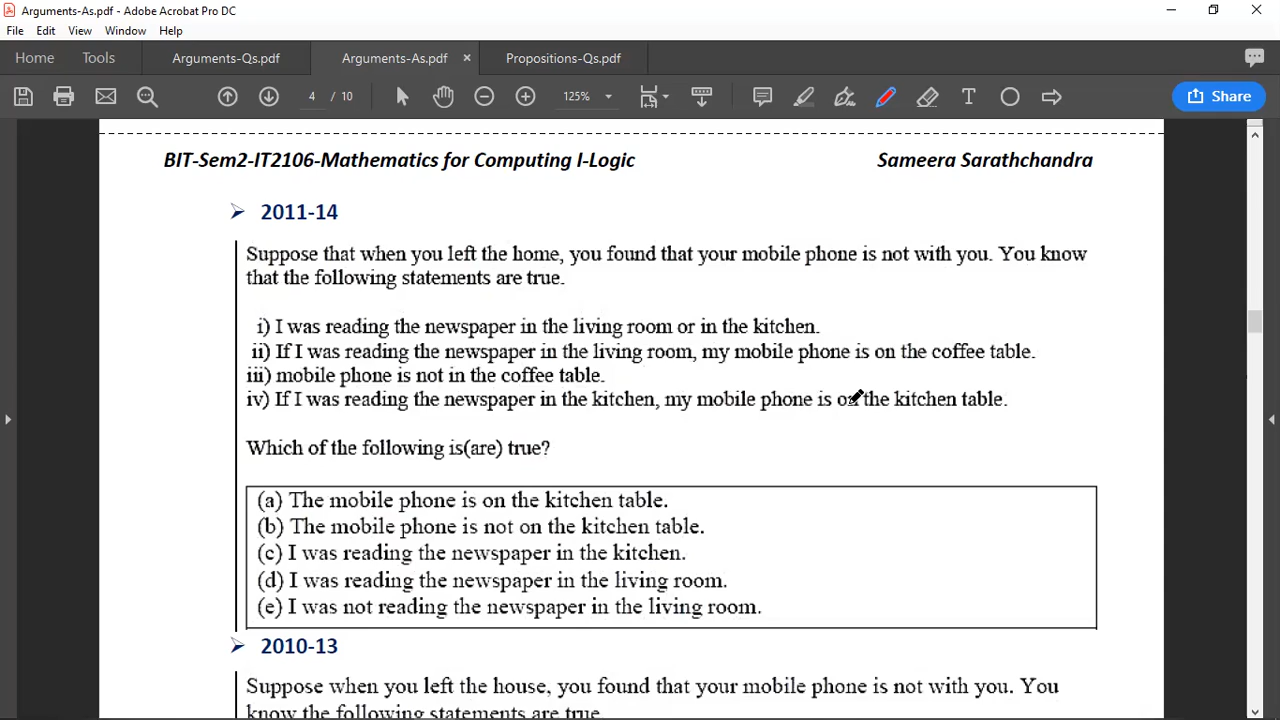 Arguments-As.pdf - Adobe Acrobat Pro DC
File Edit View Window Help
Home Tools Arguments-Qs.pdf Arguments-As.pdf × Propositions-Qs.pdf
4 / 10 125% Share
BIT-Sem2-IT2106-Mathematics for Computing I-Logic Sameera Sarathchandra
➢ 2011-14
Suppose that when you left the home, you found that your mobile phone is not with you. You know
that the following statements are true.
i) I was reading the newspaper in the living room or in the kitchen.
ii) If I was reading the newspaper in the living room, my mobile phone is on the coffee table.
iii) mobile phone is not in the coffee table.
iv) If I was reading the newspaper in the kitchen, my mobile phone is on the kitchen table.
Which of the following is(are) true?
(a) The mobile phone is on the kitchen table.
(b) The mobile phone is not on the kitchen table.
(c) I was reading the newspaper in the kitchen.
(d) I was reading the newspaper in the living room.
(e) I was not reading the newspaper in the living room.
➢ 2010-13
Suppose when you left the house, you found that your mobile phone is not with you. You
know the following statements are true.